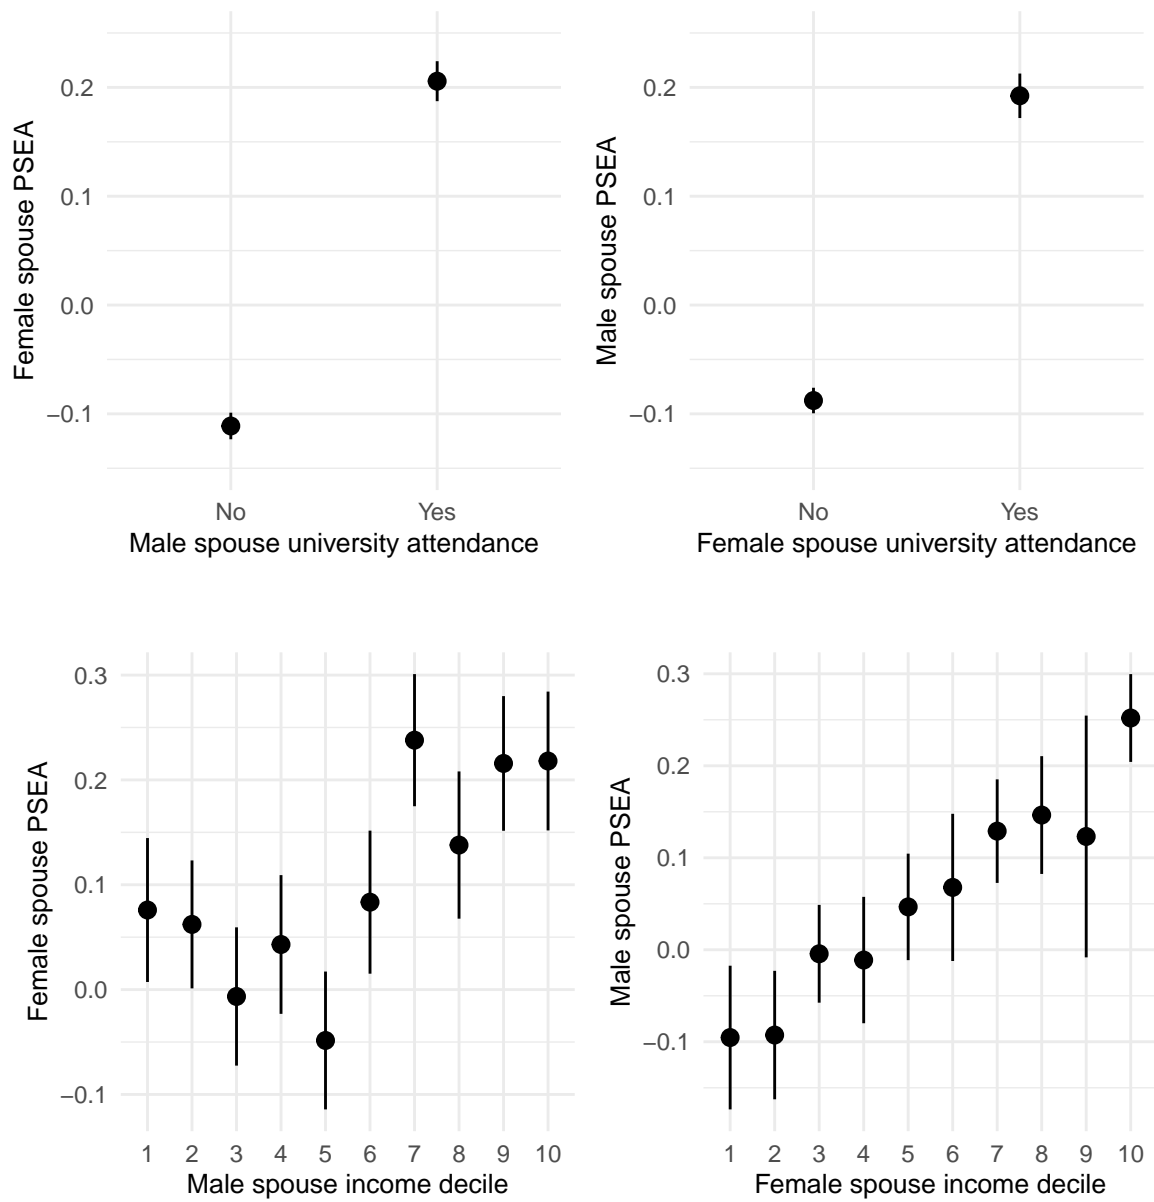 Female spouse PSEA
0.2
0.1
0.0
−0.1
No
Yes
Male spouse university attendance
Male spouse PSEA
0.2
0.1
0.0
−0.1
No
Yes
Female spouse university attendance
Female spouse PSEA
0.3
0.2
0.1
0.0
−0.1
1 2 3 4 5 6 7 8 9 10
Male spouse income decile
Male spouse PSEA
0.3
0.2
0.1
0.0
−0.1
1 2 3 4 5 6 7 8 9 10
Female spouse income decile